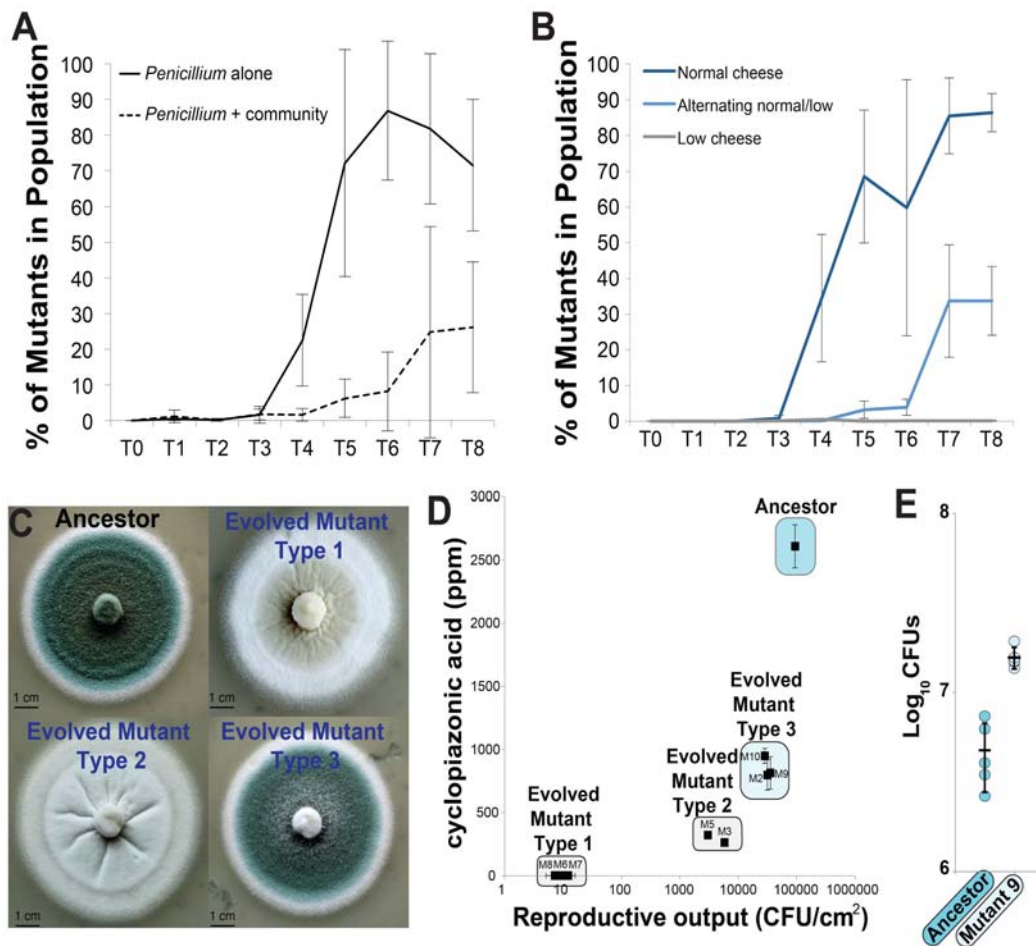 A
% of Mutants in Population
100
90
80
70
60
50
40
30
20
10
0
Penicillium alone
Penicillium + community
T0 T1 T2 T3 T4 T5 T6 T7 T8
B
% of Mutants in Population
100
90
80
70
60
50
40
30
20
10
0
Normal cheese
Alternating normal/low
Low cheese
T0 T1 T2 T3 T4 T5 T6 T7 T8
C
Ancestor
1 cm
Evolved Mutant
Type 1
1 cm
Evolved Mutant
Type 2
1 cm
Evolved Mutant
Type 3
1 cm
D
cyclopiazonic acid (ppm)
3000
2500
2000
1500
1000
500
0
Ancestor
Evolved
Mutant
Type 3
M10
M2
M9
Evolved
Mutant
Type 2
M5
M3
Evolved
Mutant
Type 1
M8 M6 M7
1 10 100 1000 10000 100000 1000000
Reproductive output (CFU/cm²)
E
Log₁₀ CFUs
8
7
6
Ancestor
Mutant 9